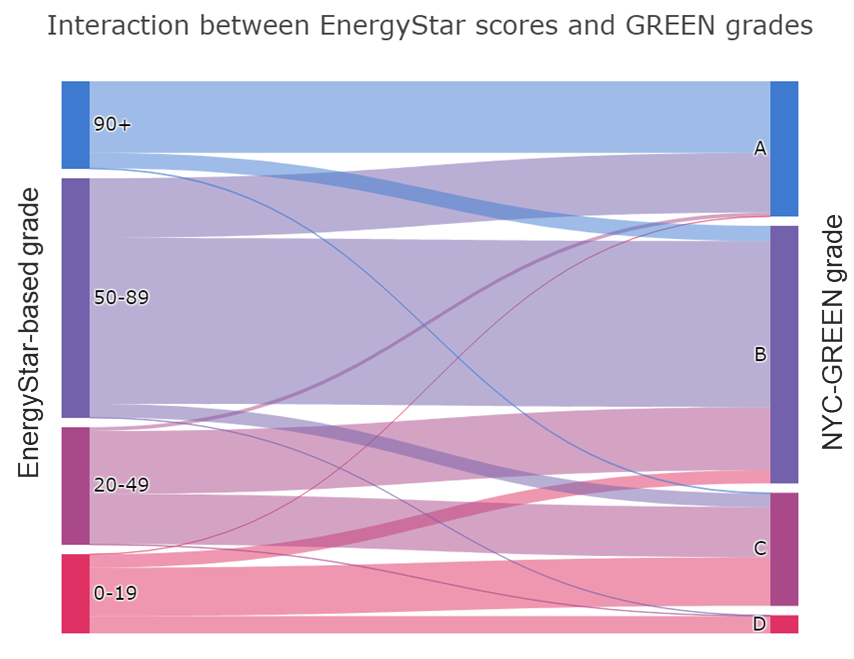 Interaction between EnergyStar scores and GREEN grades
EnergyStar-based grade
90+
50-89
20-49
0-19
A
B
C
D
NYC-GREEN grade